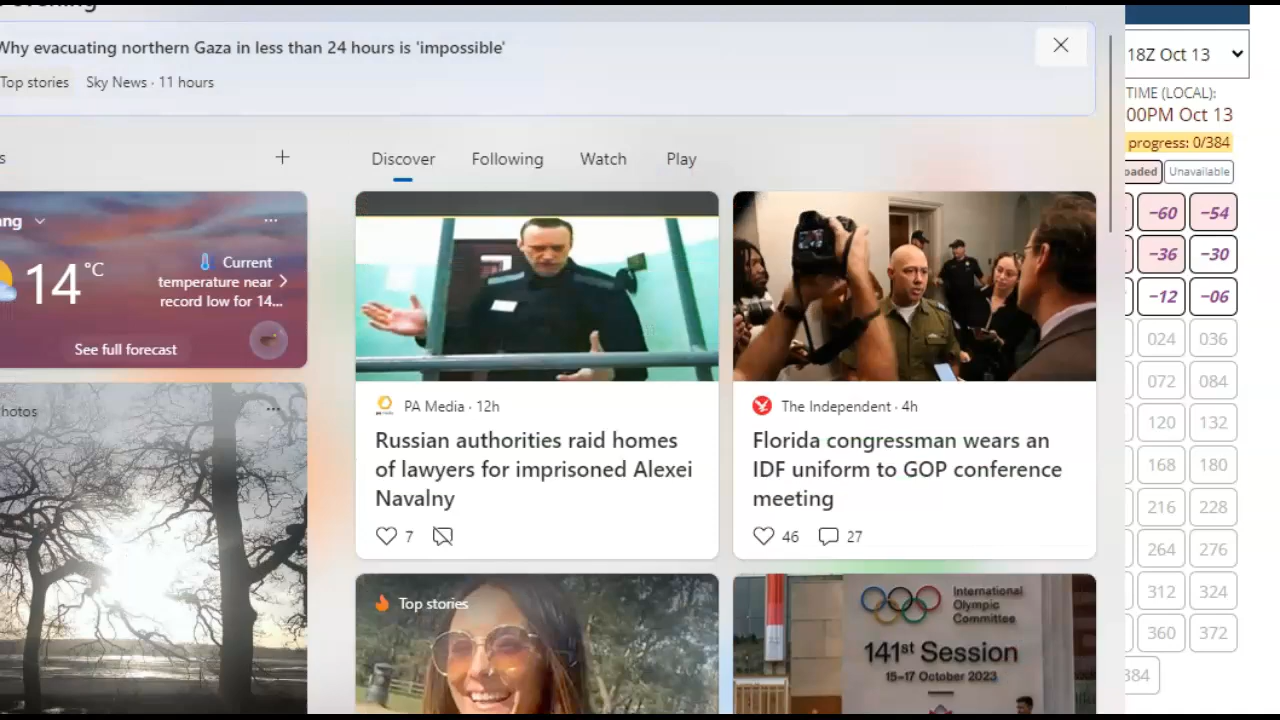 evening
Why evacuating northern Gaza in less than 24 hours is 'impossible'
Top stories Sky News · 11 hours
Discover Following Watch Play
14 °C
Current
temperature near
record low for 14...
See full forecast
PA Media · 12h
Russian authorities raid homes
of lawyers for imprisoned Alexei
Navalny
7
The Independent · 4h
Florida congressman wears an
IDF uniform to GOP conference
meeting
46 27
Top stories
International
Olympic
Committee
141st Session
15-17 October 2023
18Z Oct 13
TIME (LOCAL):
00PM Oct 13
progress: 0/384
oaded Unavailable
-60 -54
-36 -30
-12 -06
024 036
072 084
120 132
168 180
216 228
264 276
312 324
360 372
384